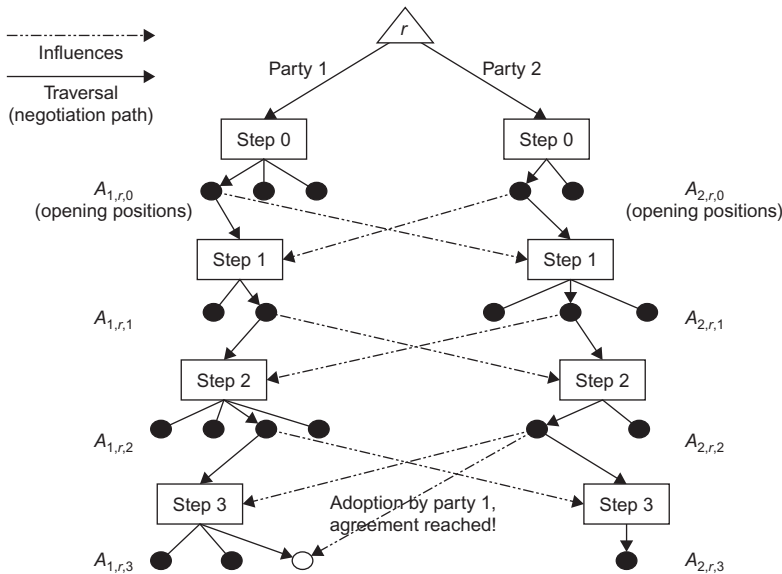 r
Influences
Party 1
Party 2
Traversal
(negotiation path)
Step 0
Step 0
A1,r,0
(opening positions)
A2,r,0
(opening positions)
Step 1
Step 1
A1,r,1
A2,r,1
Step 2
Step 2
A1,r,2
A2,r,2
Step 3
Adoption by party 1,
agreement reached!
Step 3
A1,r,3
A2,r,3